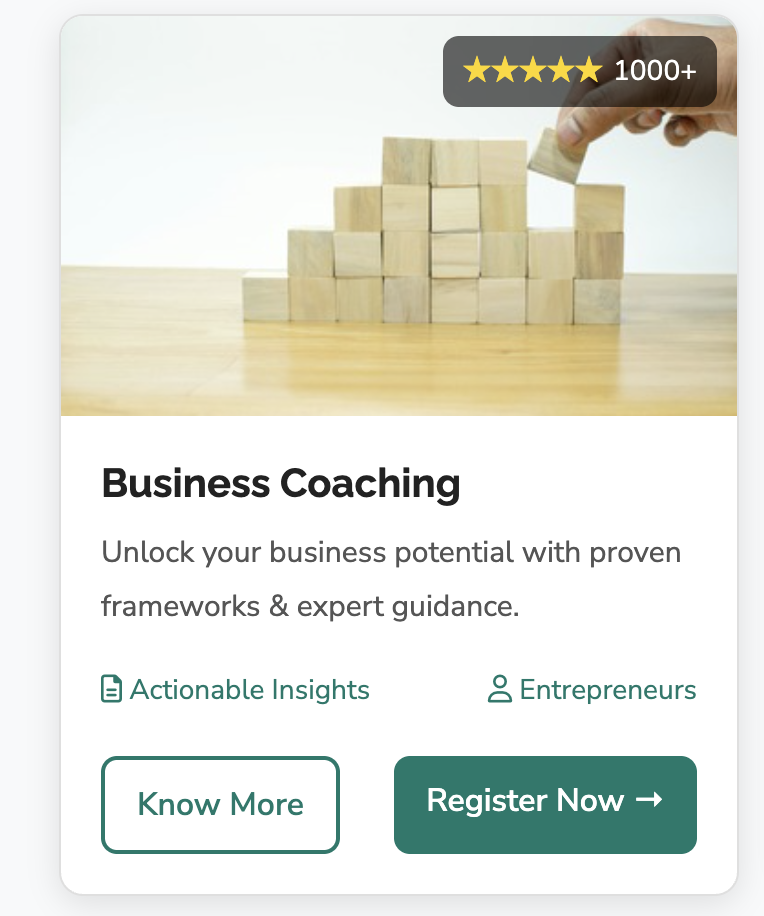 ★★★★★ 1000+
Business Coaching
Unlock your business potential with proven
frameworks & expert guidance.
Actionable Insights
Entrepreneurs
Know More
Register Now →